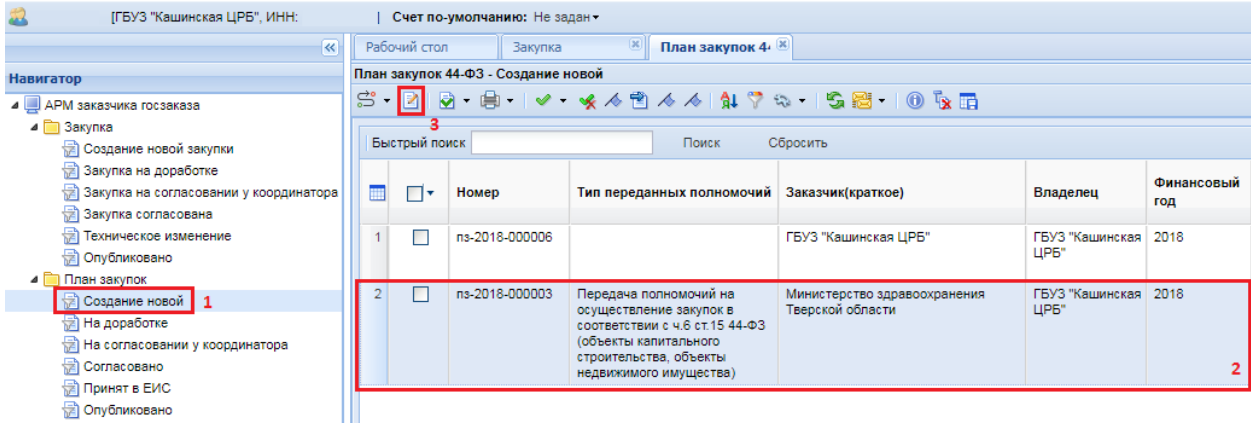 [ГБУЗ "Кашинская ЦРБ", ИНН: | Счет по-умолчанию: Не задан
Рабочий стол Закупка План закупок 4
Навигатор
План закупок 44-ФЗ - Создание новой
АРМ заказчика госзаказа
Закупка
Создание новой закупки
Закупка на доработке
Закупка на согласовании у координатора
Закупка согласована
Техническое изменение
Опубликовано
План закупок
Создание новой 1
На доработке
На согласовании у координатора
Согласовано
Принят в ЕИС
Опубликовано
3
Быстрый поиск Поиск Сбросить
Номер Тип переданных полномочий Заказчик(краткое) Владелец Финансовый
год
1 пз-2018-000006 ГБУЗ "Кашинская ЦРБ" ГБУЗ "Кашинская 2018
ЦРБ"
2 пз-2018-000003 Передача полномочий на Министерство здравоохранения ГБУЗ "Кашинская 2018
осуществление закупок в Тверской области ЦРБ"
соответствии с ч.6 ст.15 44-ФЗ
(объекты капитального
строительства, объекты
недвижимого имущества) 2